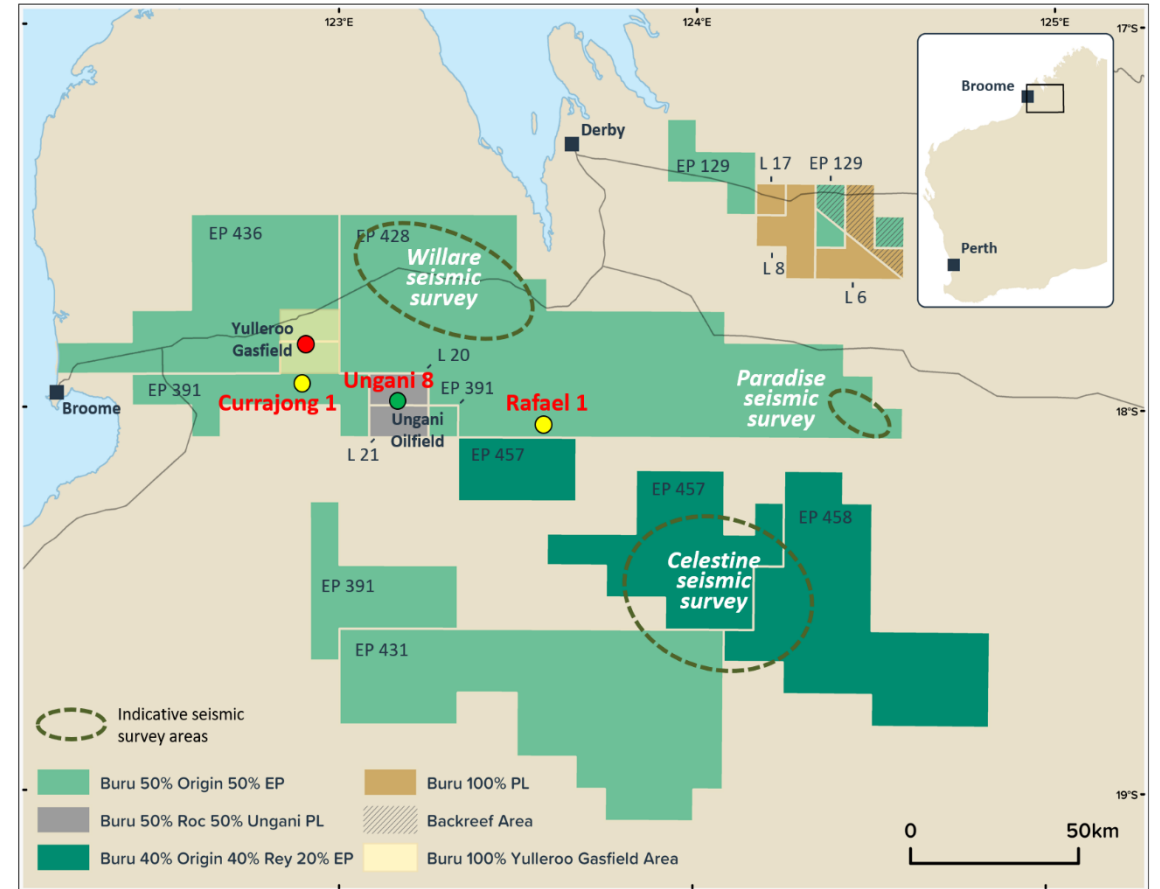 123°E
124°E
125°E
17°S
Broome
Perth
Derby
EP 129
L 17
EP 129
L 8
L 6
EP 436
EP 428
Willare
seismic
survey
Yulleroo
Gasfield
L 20
EP 391
Ungani 8
EP 391
Currajong 1
Rafael 1
Paradise
seismic
survey
Broome
18°S
Ungani
Oilfield
L 21
EP 457
EP 457
EP 458
Celestine
seismic
survey
EP 391
EP 431
Indicative seismic
survey areas
Buru 50% Origin 50% EP
Buru 50% Roc 50% Ungani PL
Buru 40% Origin 40% Rey 20% EP
Buru 100% PL
Backreef Area
Buru 100% Yulleroo Gasfield Area
19°S
0
50km